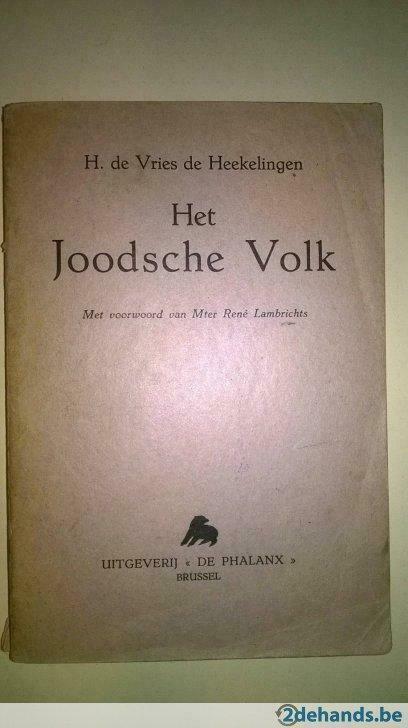 H. de Vries de Heekelingen
Het
Joodsche Volk
Met voorwoord van Mter René Lambrichts
UITGEVERIJ « DE PHALANX »
BRUSSEL
2dehands.be